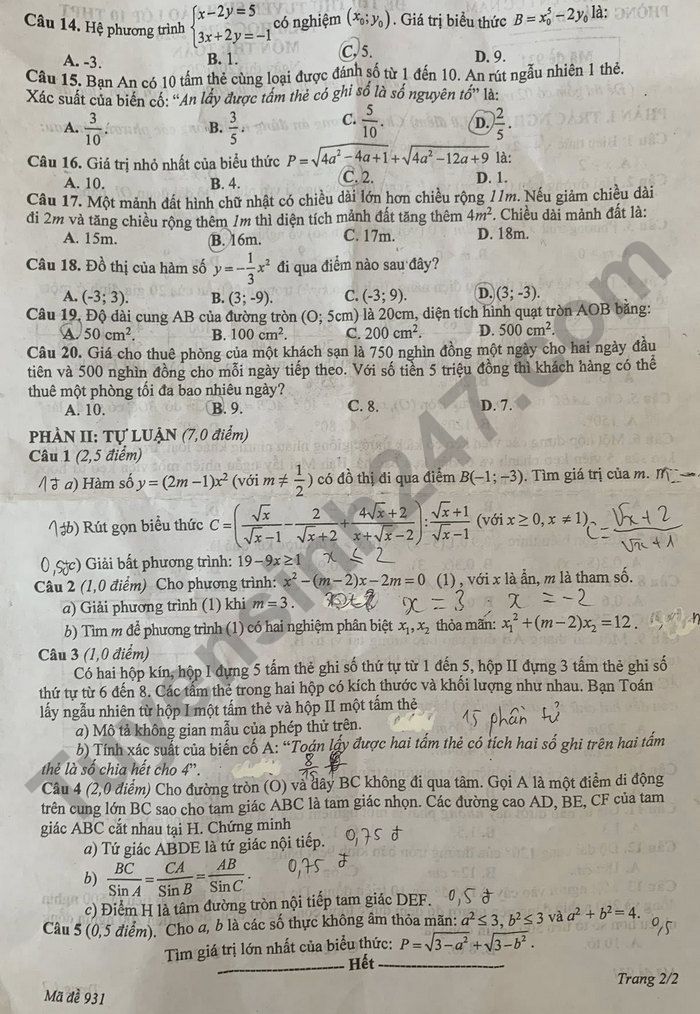 Câu 14. Hệ phương trình { x−2y=5 ; 3x+2y=−1 có nghiệm (x₀; y₀). Giá trị biểu thức B = x₀⁵ − 2y₀ là:
A. -3. B. 1. C. 5. D. 9.
Câu 15. Bạn An có 10 tấm thẻ cùng loại được đánh số từ 1 đến 10. An rút ngẫu nhiên 1 thẻ.
Xác suất của biến cố: “An lấy được tấm thẻ có ghi số là số nguyên tố” là:
A. 3/10. B. 3/5. C. 5/10. D. 2/5.
Câu 16. Giá trị nhỏ nhất của biểu thức P = √(4a²−4a+1) + √(4a²−12a+9) là:
A. 10. B. 4. C. 2. D. 1.
Câu 17. Một mảnh đất hình chữ nhật có chiều dài lớn hơn chiều rộng 11m. Nếu giảm chiều dài
đi 2m và tăng chiều rộng thêm 1m thì diện tích mảnh đất tăng thêm 4m². Chiều dài mảnh đất là:
A. 15m. B. 16m. C. 17m. D. 18m.
Câu 18. Đồ thị của hàm số y = −1/3 x² đi qua điểm nào sau đây?
A. (-3; 3). B. (3; -9). C. (-3; 9). D. (3; -3).
Câu 19. Độ dài cung AB của đường tròn (O; 5cm) là 20cm, diện tích hình quạt tròn AOB bằng:
A. 50 cm². B. 100 cm². C. 200 cm². D. 500 cm².
Câu 20. Giá cho thuê phòng của một khách sạn là 750 nghìn đồng một ngày cho hai ngày đầu
tiên và 500 nghìn đồng cho mỗi ngày tiếp theo. Với số tiền 5 triệu đồng thì khách hàng có thể
thuê một phòng tối đa bao nhiêu ngày?
A. 10. B. 9. C. 8. D. 7.
PHẦN II: TỰ LUẬN (7,0 điểm)
Câu 1 (2,5 điểm)
1đ a) Hàm số y = (2m−1)x² (với m ≠ 1/2) có đồ thị đi qua điểm B(−1; −3). Tìm giá trị của m.
1đ b) Rút gọn biểu thức C = (√x/(√x−1) − 2/(√x+2) + (4√x+2)/(x+√x−2)) : (√x+1)/(√x−1) (với x ≥ 0, x ≠ 1) C = (√x+2)/(√x+1)
0,5đ c) Giải bất phương trình: 19−9x ≥ 1 x ≤ 2
Câu 2 (1,0 điểm) Cho phương trình: x²−(m−2)x−2m=0 (1), với x là ẩn, m là tham số.
a) Giải phương trình (1) khi m = 3. x = 3 x = −2
b) Tìm m để phương trình (1) có hai nghiệm phân biệt x₁, x₂ thỏa mãn: x₁² + (m−2)x₂ = 12.
Câu 3 (1,0 điểm)
Có hai hộp kín, hộp I đựng 5 tấm thẻ ghi số thứ tự từ 1 đến 5, hộp II đựng 3 tấm thẻ ghi số
thứ tự từ 6 đến 8. Các tấm thẻ trong hai hộp có kích thước và khối lượng như nhau. Bạn Toán
lấy ngẫu nhiên từ hộp I một tấm thẻ và hộp II một tấm thẻ
a) Mô tả không gian mẫu của phép thử trên. 15 phần tử
b) Tính xác suất của biến cố A: “Toán lấy được hai tấm thẻ có tích hai số ghi trên hai tấm
thẻ là số chia hết cho 4”. 8/15
Câu 4 (2,0 điểm) Cho đường tròn (O) và dây BC không đi qua tâm. Gọi A là một điểm di động
trên cung lớn BC sao cho tam giác ABC là tam giác nhọn. Các đường cao AD, BE, CF của tam
giác ABC cắt nhau tại H. Chứng minh
a) Tứ giác ABDE là tứ giác nội tiếp. 0,75 đ
b) BC/Sin A = CA/Sin B = AB/Sin C. 0,75 đ
c) Điểm H là tâm đường tròn nội tiếp tam giác DEF. 0,5 đ
Câu 5 (0,5 điểm). Cho a, b là các số thực không âm thỏa mãn: a² ≤ 3, b² ≤ 3 và a² + b² = 4. 0,5
Tìm giá trị lớn nhất của biểu thức: P = √(3−a²) + √(3−b²).
Hết
Trang 2/2
Mã đề 931
Tuyensinh247.com